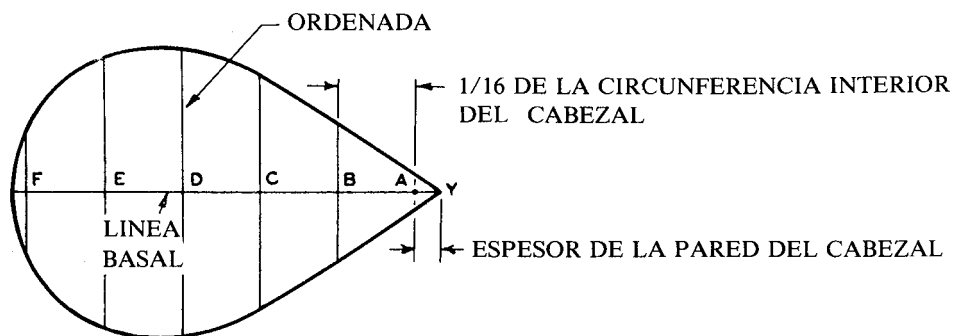 ORDENADA
1/16 DE LA CIRCUNFERENCIA INTERIOR
DEL CABEZAL
F E D C B A Y
LINEA
BASAL
ESPESOR DE LA PARED DEL CABEZAL